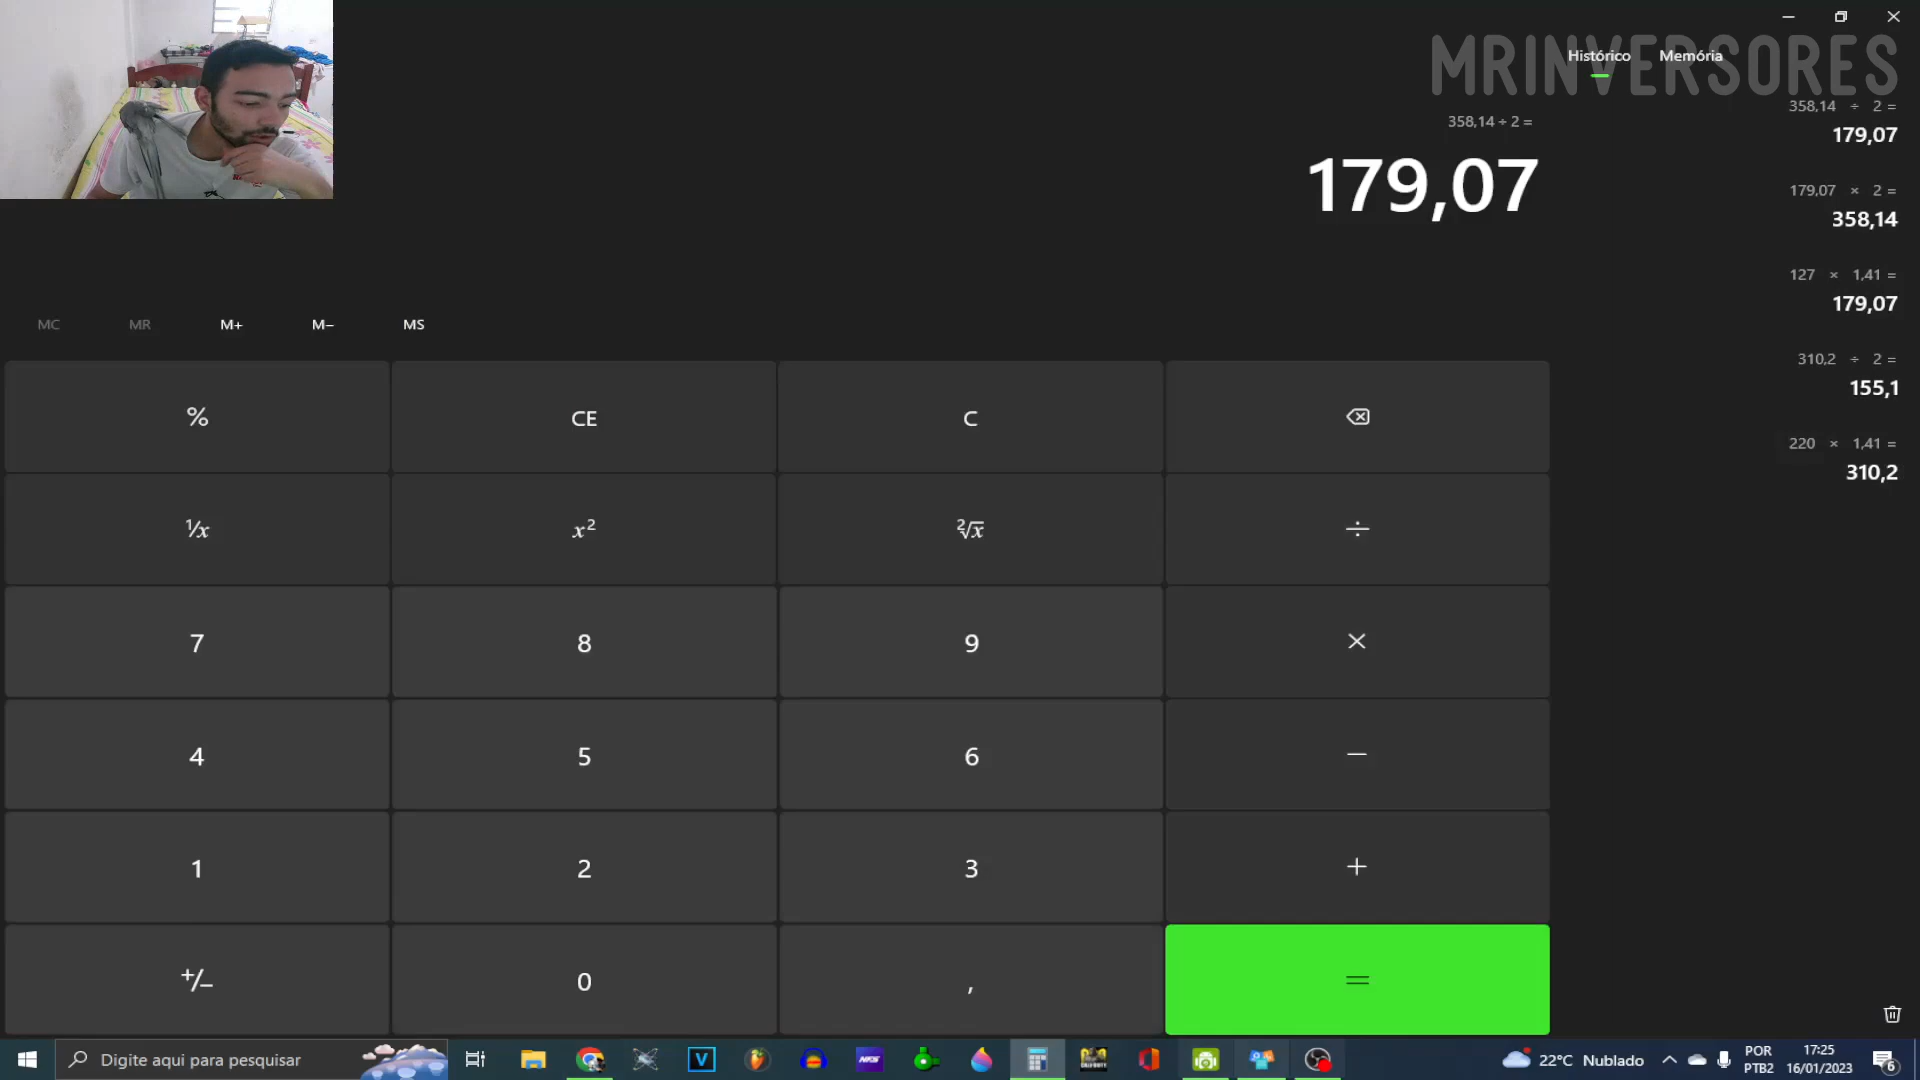 MRINVERSORES
Histórico Memória
358,14 ÷ 2 =
179,07
358,14 ÷ 2 =
179,07
179,07 × 2 =
358,14
127 × 1,41 =
179,07
310,2 ÷ 2 =
155,1
220 × 1,41 =
310,2
MC MR M+ M− MS
% CE C
⅟x x² ²√x ÷
7 8 9 ×
4 5 6 −
1 2 3 +
+/− 0 , =
Digite aqui para pesquisar
V
NFS
22°C Nublado
POR
PTB2
17:25
16/01/2023
6